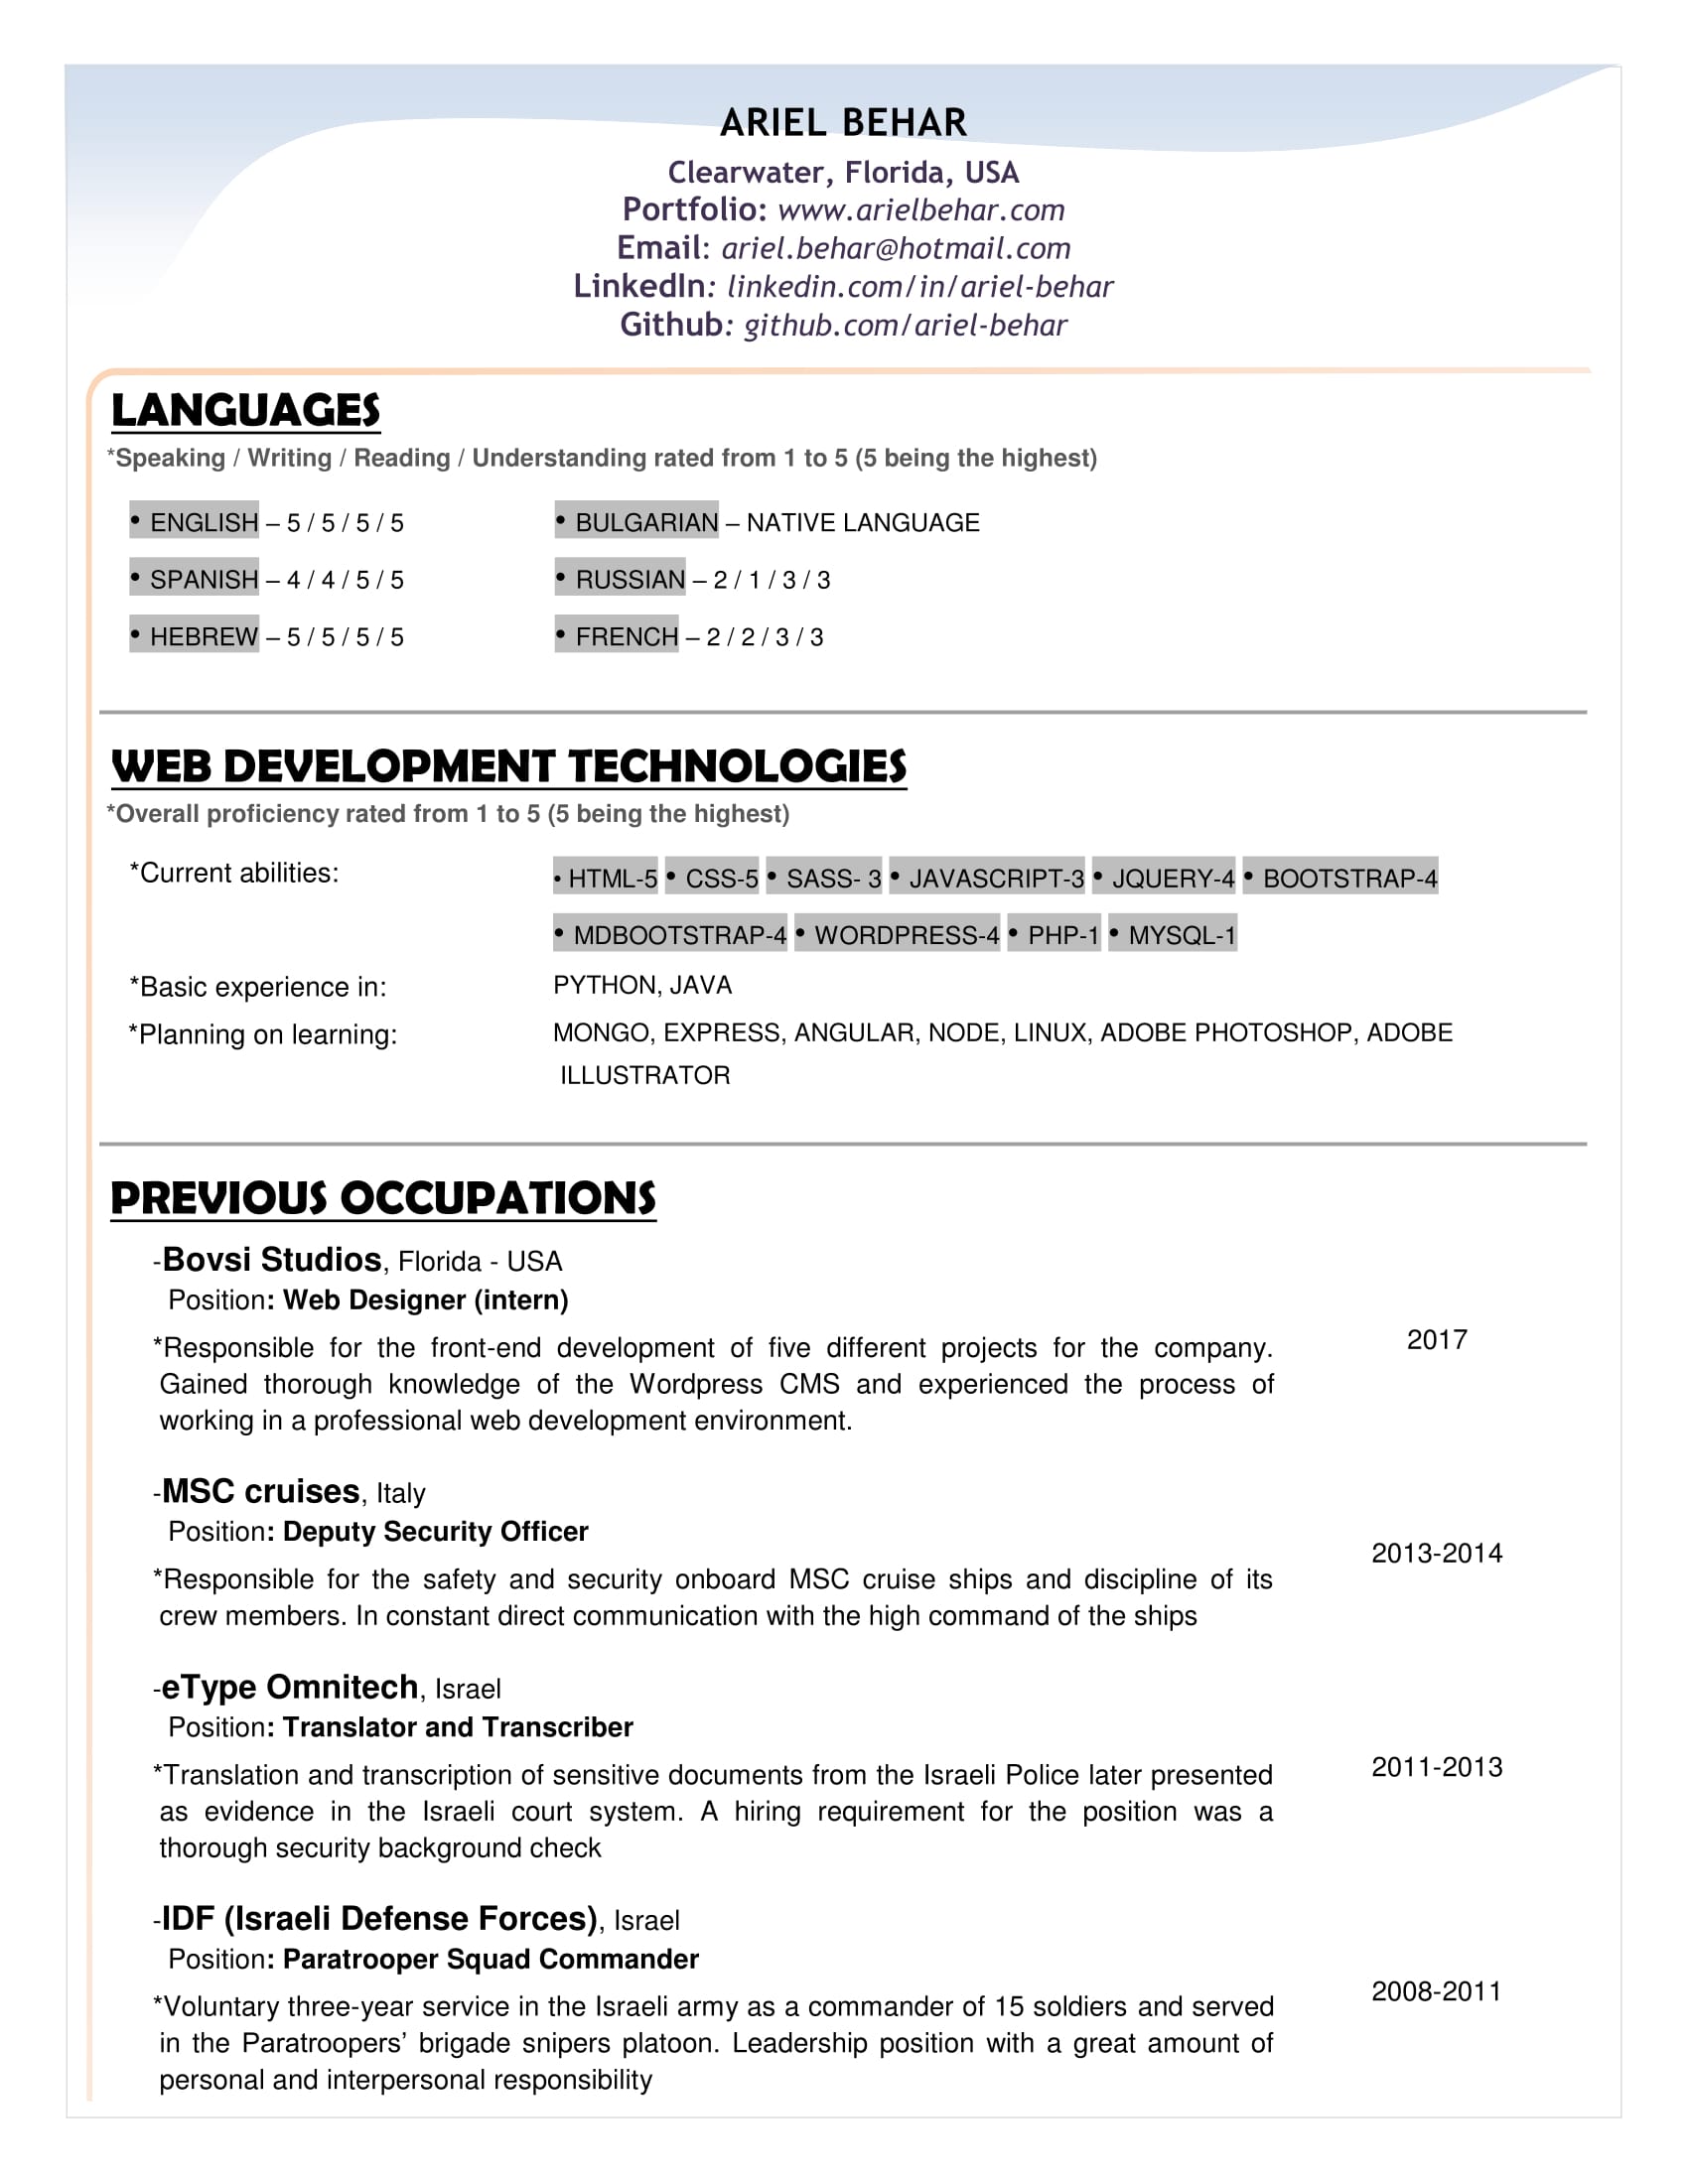 ARIEL BEHAR
Clearwater, Florida, USA
Portfolio: www.arielbehar.com
Email: ariel.behar@hotmail.com
LinkedIn: linkedin.com/in/ariel-behar
Github: github.com/ariel-behar
LANGUAGES
*Speaking / Writing / Reading / Understanding rated from 1 to 5 (5 being the highest)
• ENGLISH – 5 / 5 / 5 / 5 • BULGARIAN – NATIVE LANGUAGE
• SPANISH – 4 / 4 / 5 / 5 • RUSSIAN – 2 / 1 / 3 / 3
• HEBREW – 5 / 5 / 5 / 5 • FRENCH – 2 / 2 / 3 / 3
WEB DEVELOPMENT TECHNOLOGIES
*Overall proficiency rated from 1 to 5 (5 being the highest)
*Current abilities: • HTML-5 • CSS-5 • SASS- 3 • JAVASCRIPT-3 • JQUERY-4 • BOOTSTRAP-4
• MDBOOTSTRAP-4 • WORDPRESS-4 • PHP-1 • MYSQL-1
*Basic experience in: PYTHON, JAVA
*Planning on learning: MONGO, EXPRESS, ANGULAR, NODE, LINUX, ADOBE PHOTOSHOP, ADOBE
ILLUSTRATOR
PREVIOUS OCCUPATIONS
-Bovsi Studios, Florida - USA
Position: Web Designer (intern)
*Responsible for the front-end development of five different projects for the company. 2017
Gained thorough knowledge of the Wordpress CMS and experienced the process of
working in a professional web development environment.
-MSC cruises, Italy
Position: Deputy Security Officer
2013-2014
*Responsible for the safety and security onboard MSC cruise ships and discipline of its
crew members. In constant direct communication with the high command of the ships
-eType Omnitech, Israel
Position: Translator and Transcriber
*Translation and transcription of sensitive documents from the Israeli Police later presented 2011-2013
as evidence in the Israeli court system. A hiring requirement for the position was a
thorough security background check
-IDF (Israeli Defense Forces), Israel
Position: Paratrooper Squad Commander
*Voluntary three-year service in the Israeli army as a commander of 15 soldiers and served 2008-2011
in the Paratroopers’ brigade snipers platoon. Leadership position with a great amount of
personal and interpersonal responsibility